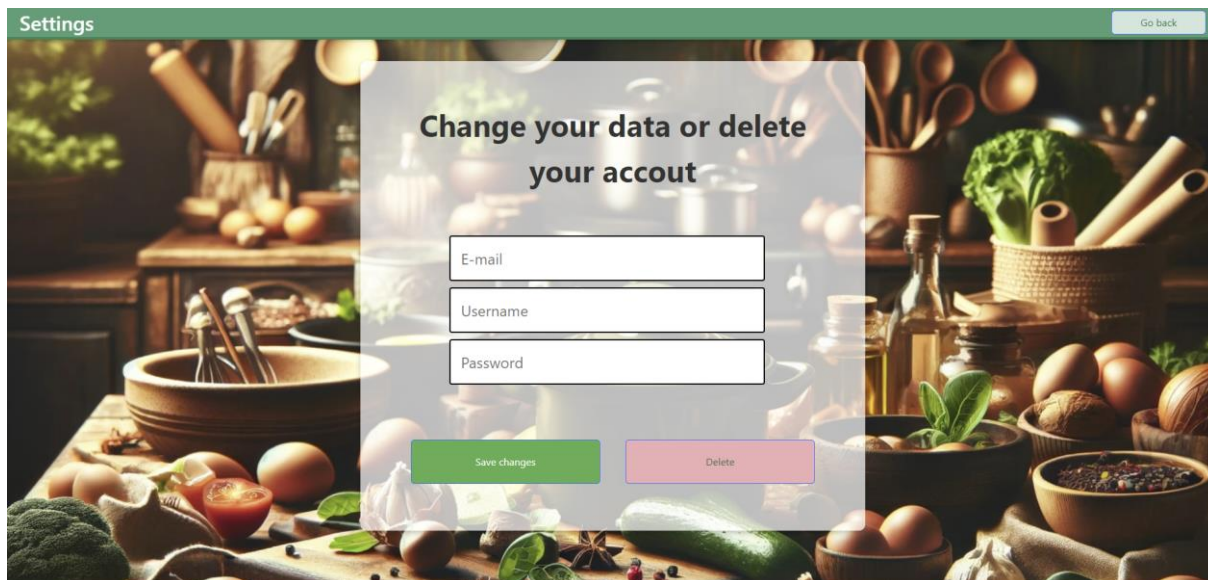 Settings
Go back
Change your data or delete
your accout
E-mail
Username
Password
Save changes
Delete